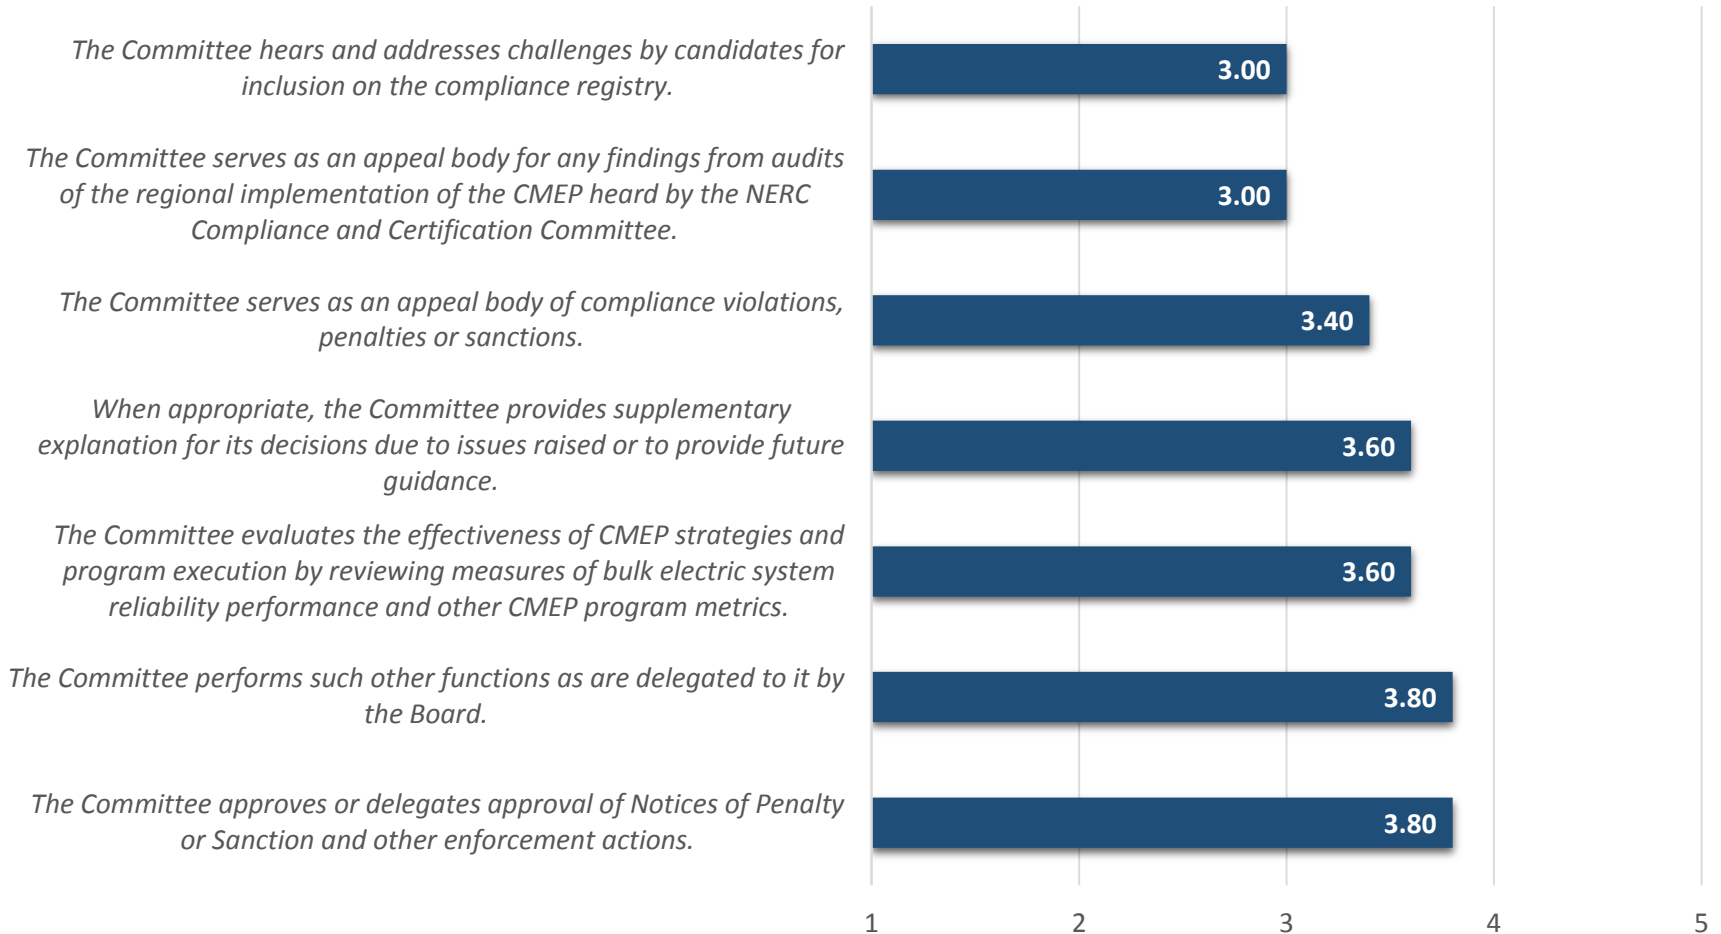 The Committee hears and addresses challenges by candidates for
inclusion on the compliance registry.
3.00
The Committee serves as an appeal body for any findings from audits
of the regional implementation of the CMEP heard by the NERC
Compliance and Certification Committee.
3.00
The Committee serves as an appeal body of compliance violations,
penalties or sanctions.
3.40
When appropriate, the Committee provides supplementary
explanation for its decisions due to issues raised or to provide future
guidance.
3.60
The Committee evaluates the effectiveness of CMEP strategies and
program execution by reviewing measures of bulk electric system
reliability performance and other CMEP program metrics.
3.60
The Committee performs such other functions as are delegated to it by
the Board.
3.80
The Committee approves or delegates approval of Notices of Penalty
or Sanction and other enforcement actions.
3.80
1 2 3 4 5